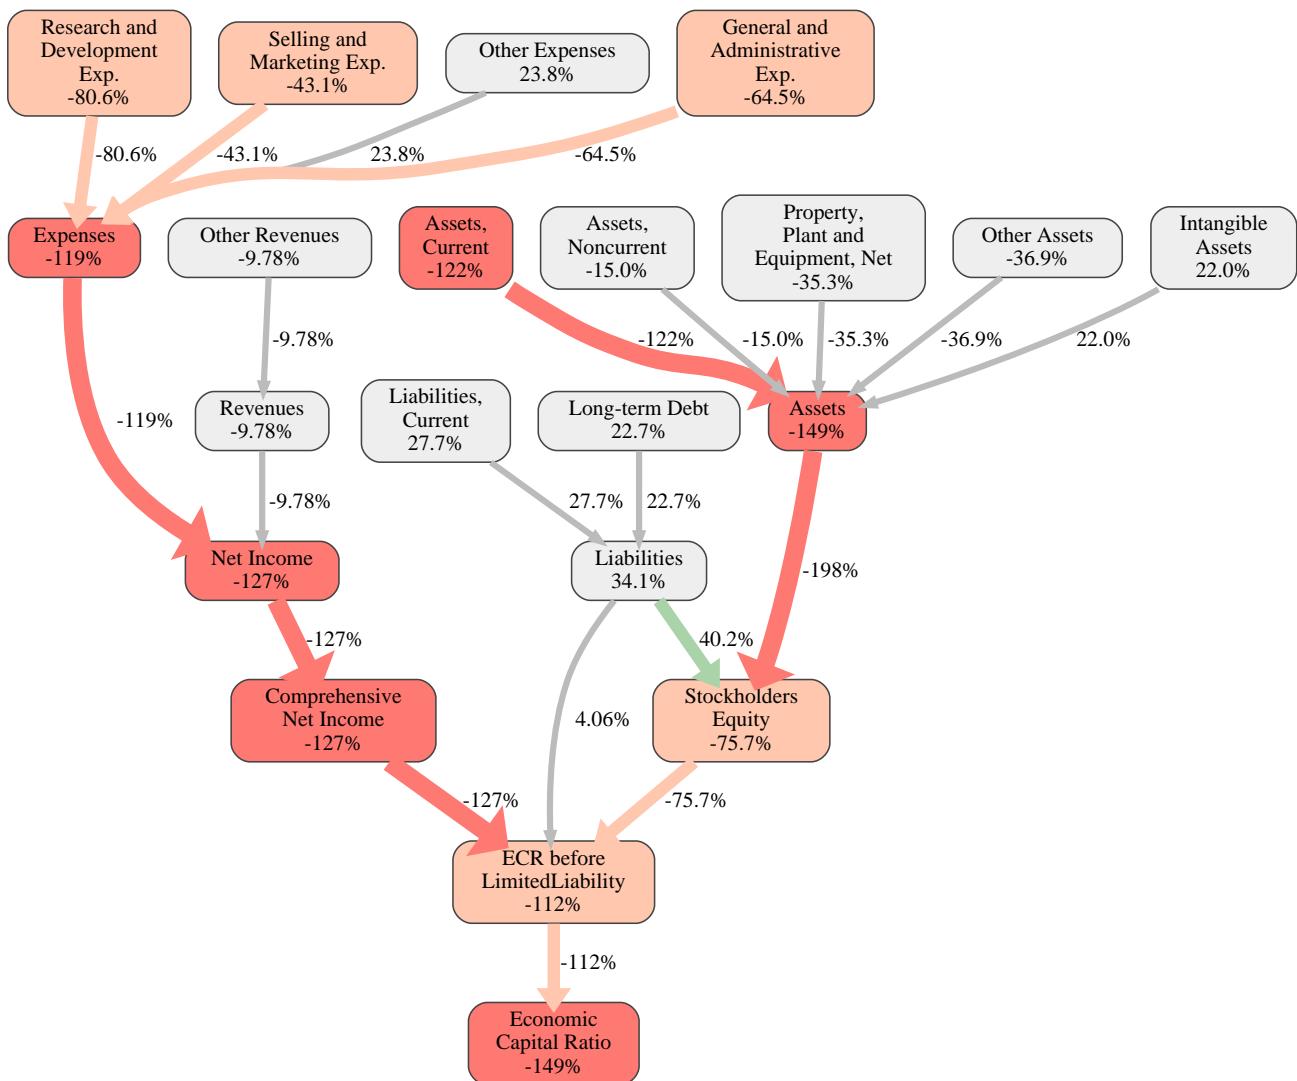 Research and
Development
Exp.
-80.6%
Selling and
Marketing Exp.
-43.1%
Other Expenses
23.8%
General and
Administrative
Exp.
-64.5%
-80.6%
-43.1%
23.8%
-64.5%
Expenses
-119%
Other Revenues
-9.78%
Assets,
Current
-122%
Assets,
Noncurrent
-15.0%
Property,
Plant and
Equipment, Net
-35.3%
Other Assets
-36.9%
Intangible
Assets
22.0%
-9.78%
-122%
-15.0%
-35.3%
-36.9%
22.0%
-119%
Revenues
-9.78%
Liabilities,
Current
27.7%
Long-term Debt
22.7%
Assets
-149%
-9.78%
27.7%
22.7%
-198%
Net Income
-127%
Liabilities
34.1%
-127%
4.06%
40.2%
Comprehensive
Net Income
-127%
Stockholders
Equity
-75.7%
-127%
-75.7%
ECR before
LimitedLiability
-112%
-112%
Economic
Capital Ratio
-149%